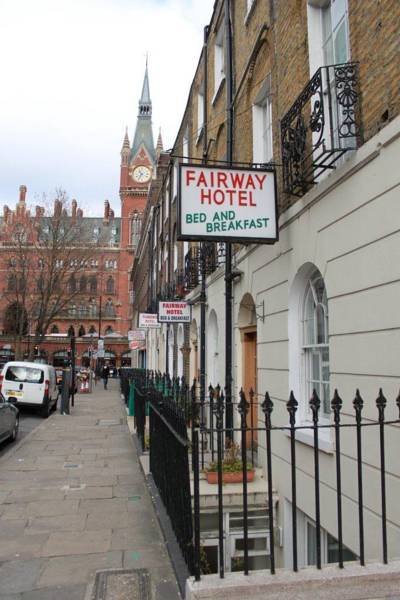 FAIRWAY
HOTEL
BED AND
BREAKFAST
FAIRWAY HOTEL
BED & BREAKFAST